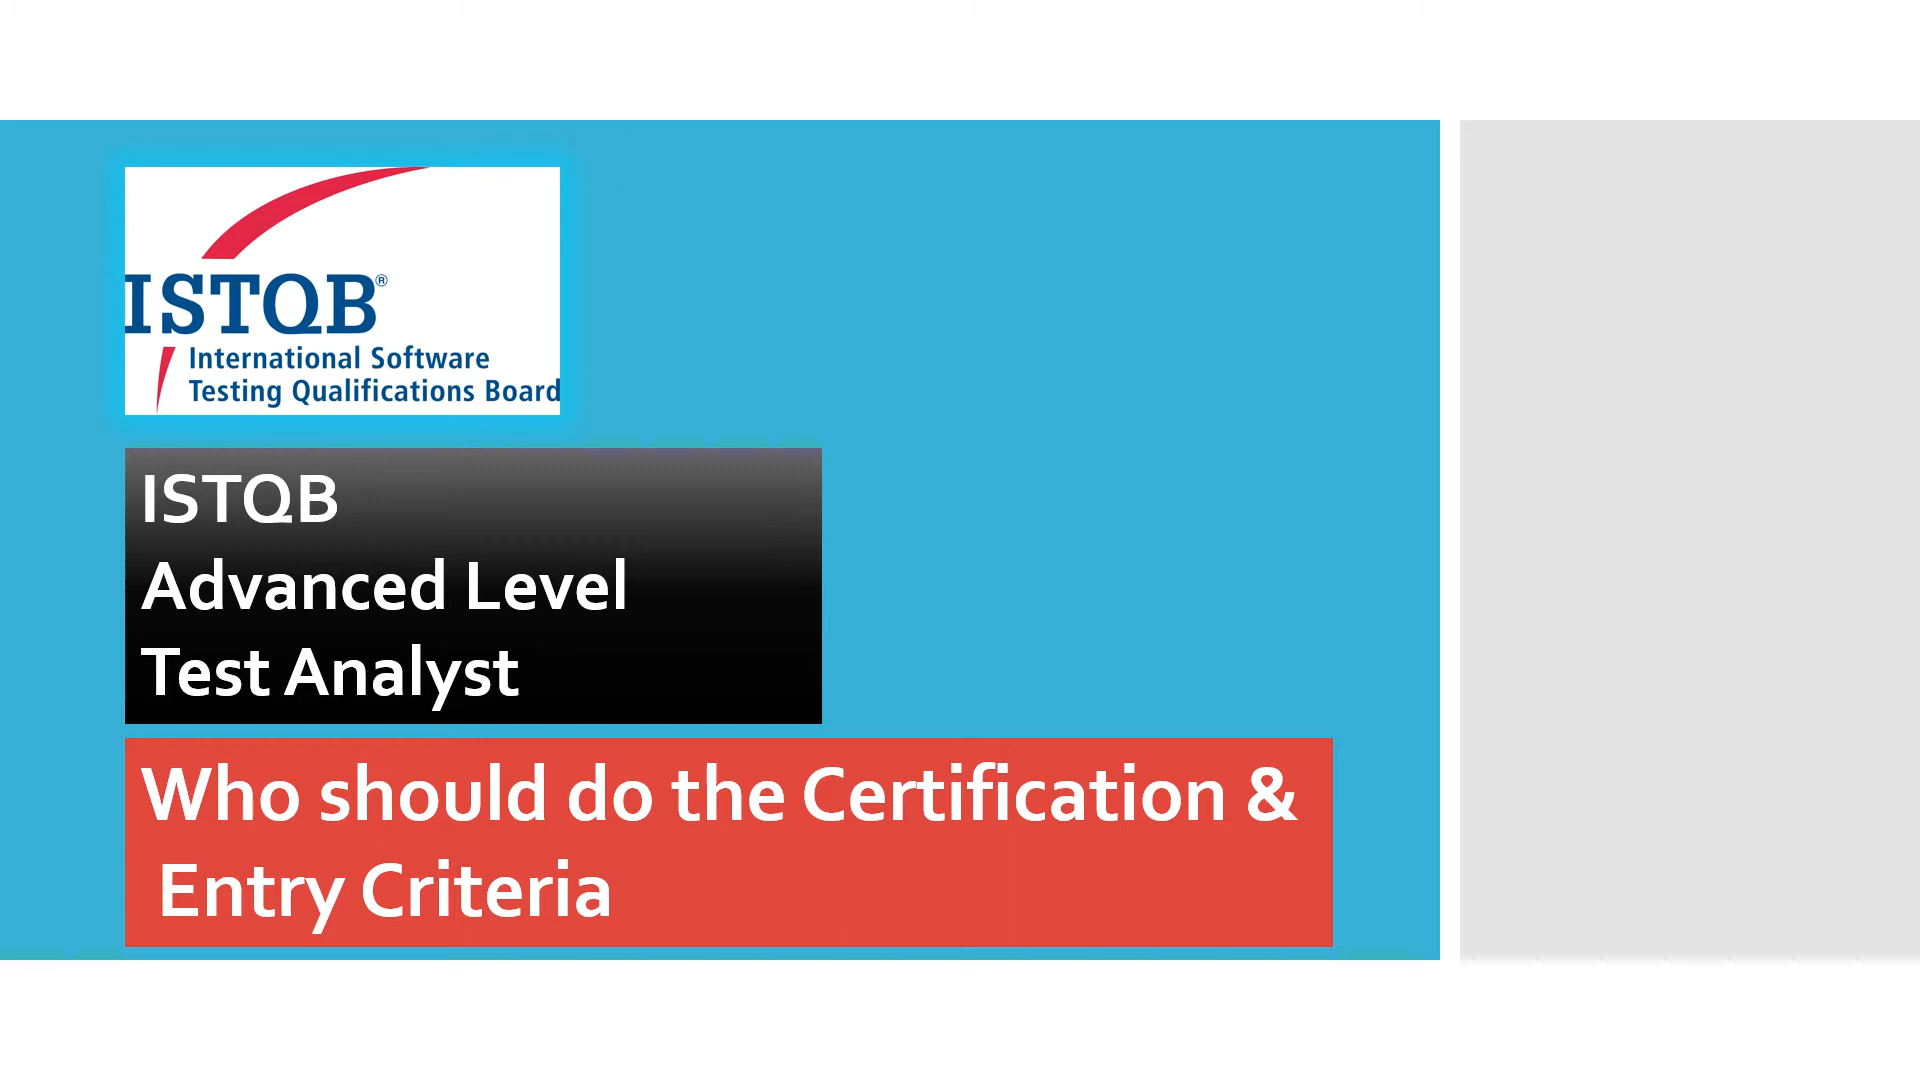 ISTQB®
International Software
Testing Qualifications Board
ISTQB
Advanced Level
Test Analyst
Who should do the Certification &
Entry Criteria